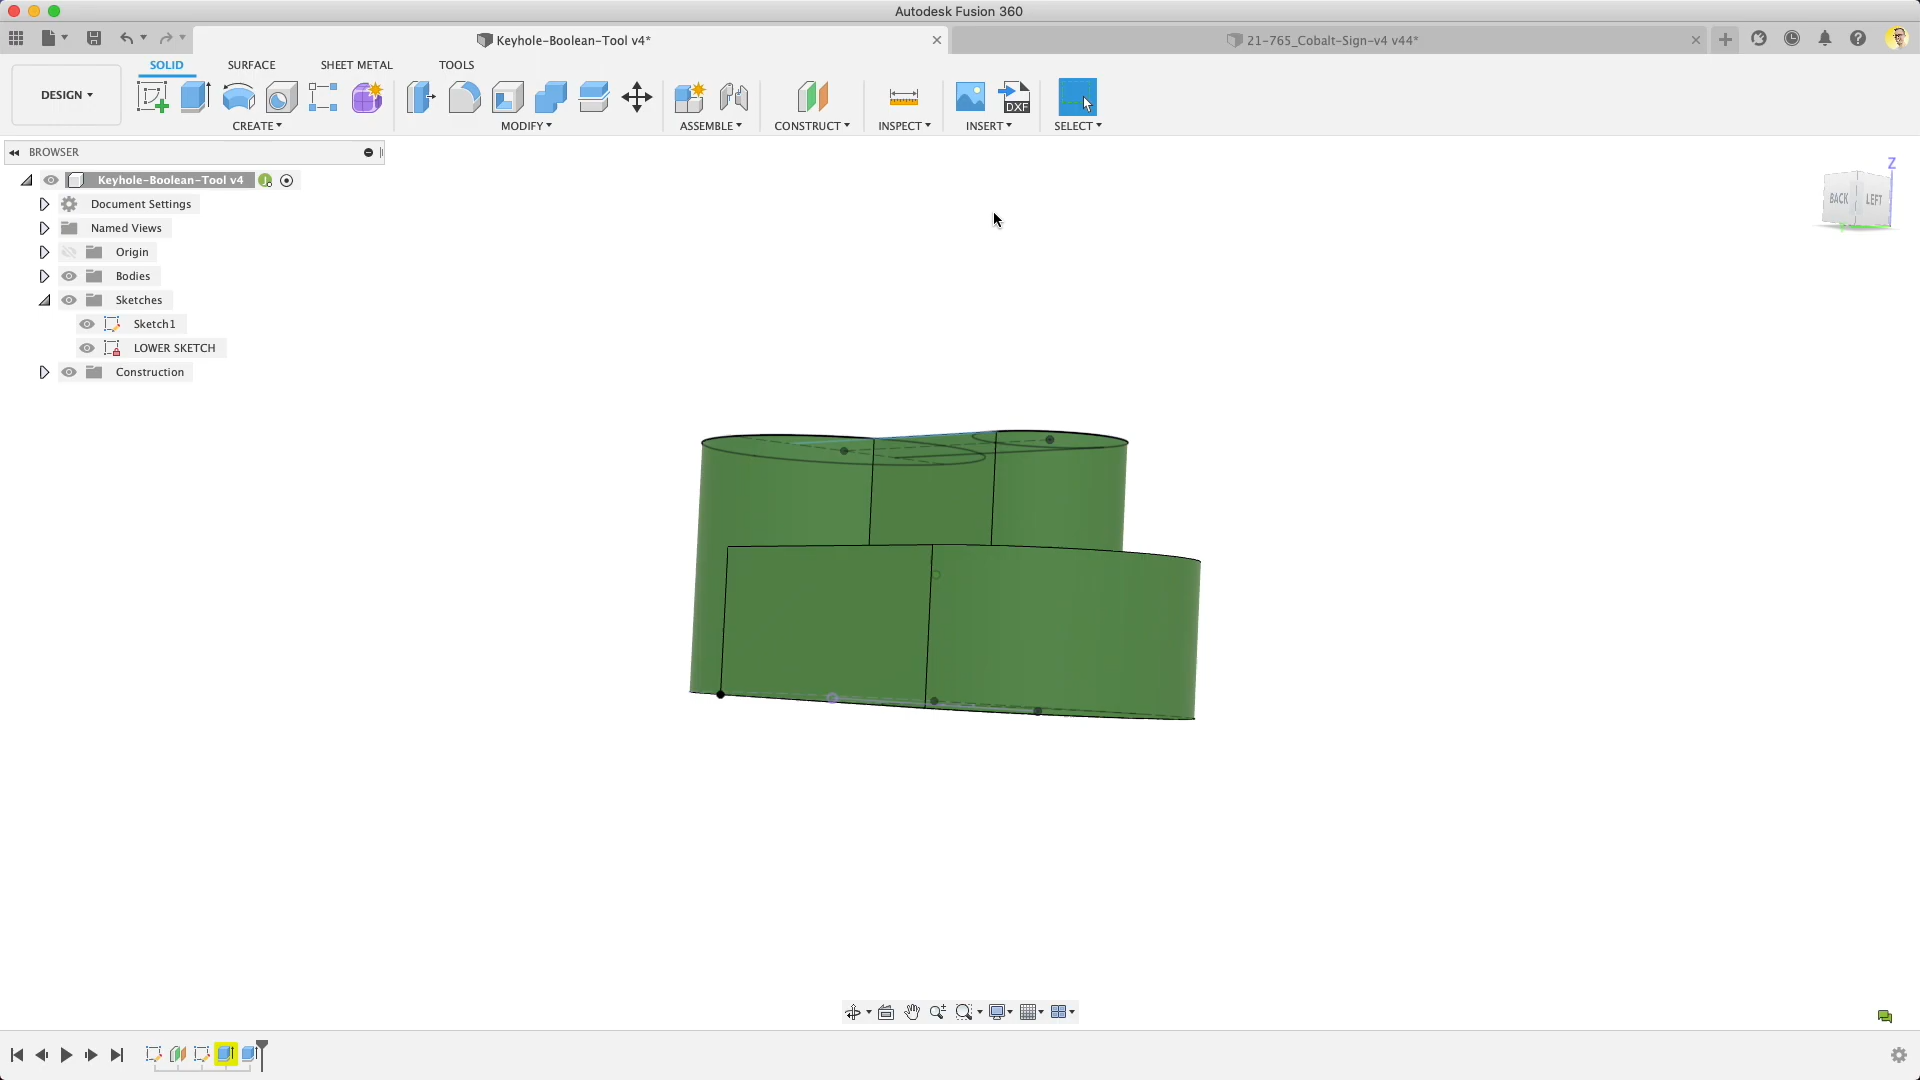 Autodesk Fusion 360
Keyhole-Boolean-Tool v4*
21-765_Cobalt-Sign-v4 v44*
DESIGN
SOLID
SURFACE
SHEET METAL
TOOLS
DXF
CREATE
MODIFY
ASSEMBLE
CONSTRUCT
INSPECT
INSERT
SELECT
BROWSER
Keyhole-Boolean-Tool v4
Document Settings
Named Views
Origin
Bodies
Sketches
Sketch1
LOWER SKETCH
Construction
Z
BACK
LEFT